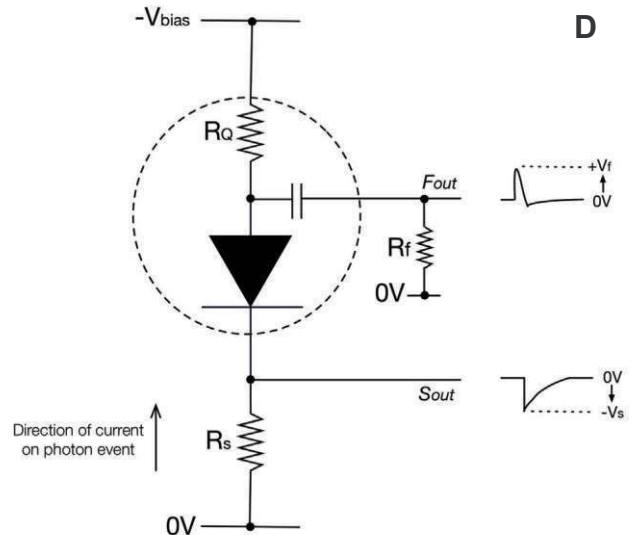 -Vbias
D
RQ
Fout
+Vf
0V
Rf
0V
Sout
0V
-Vs
Direction of current
on photon event
Rs
0V